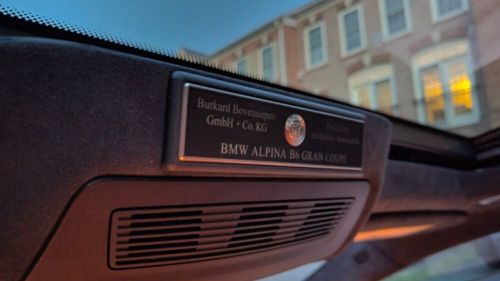 Burkard Bovensiepen
GmbH + Co. KG
BMW ALPINA B6 GRAN COUPE